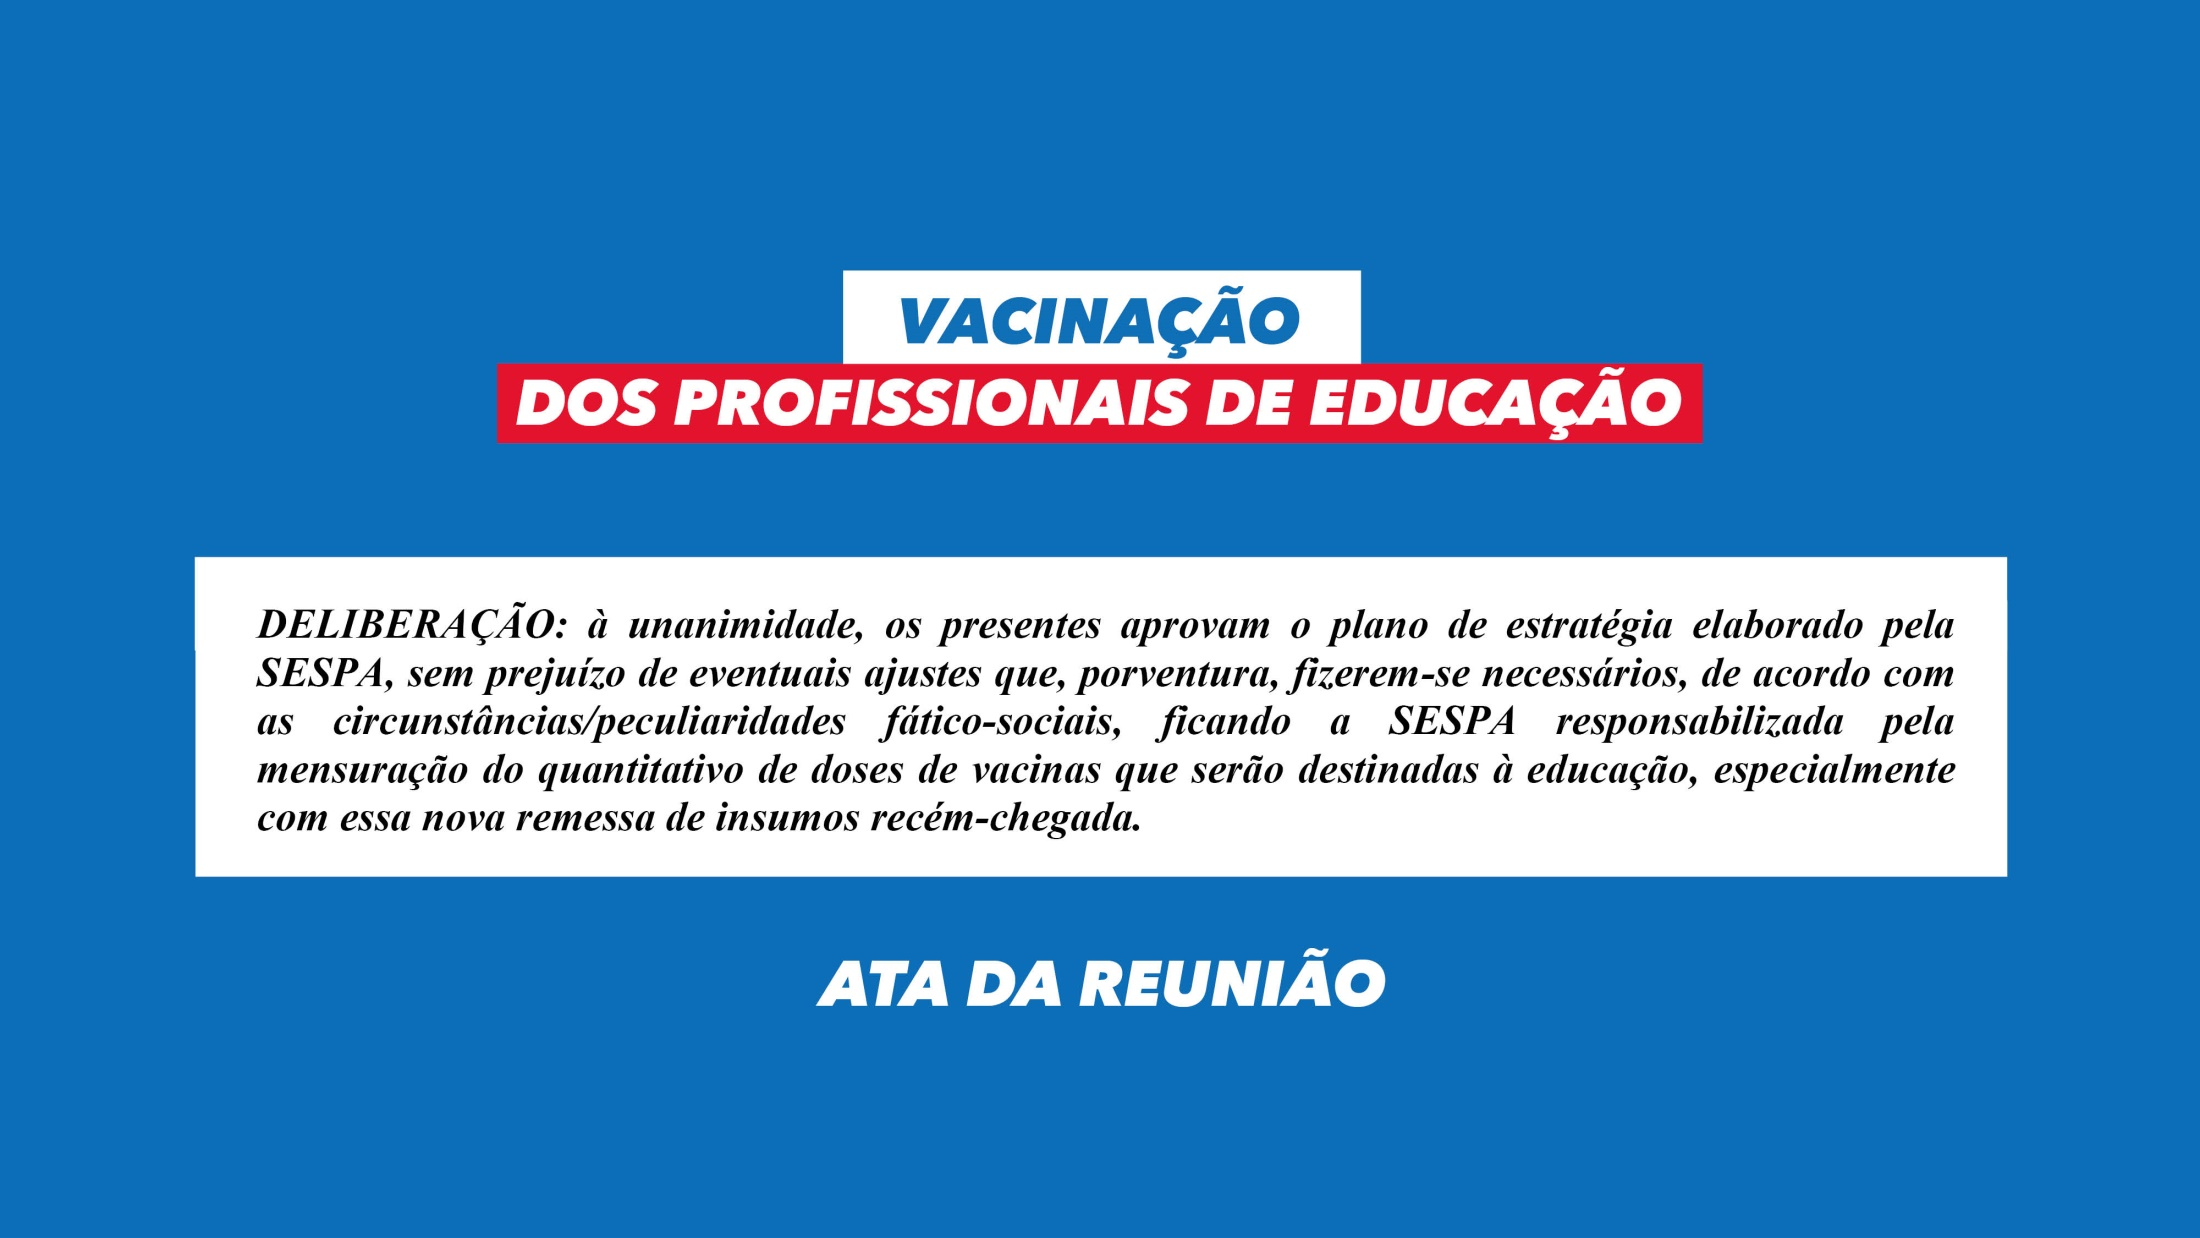 VACINAÇÃO
DOS PROFISSIONAIS DE EDUCAÇÃO
DELIBERAÇÃO: à unanimidade, os presentes aprovam o plano de estratégia elaborado pela
SESPA, sem prejuízo de eventuais ajustes que, porventura, fizerem-se necessários, de acordo com
as circunstâncias/peculiaridades fático-sociais, ficando a SESPA responsabilizada pela
mensuração do quantitativo de doses de vacinas que serão destinadas à educação, especialmente
com essa nova remessa de insumos recém-chegada.
ATA DA REUNIÃO